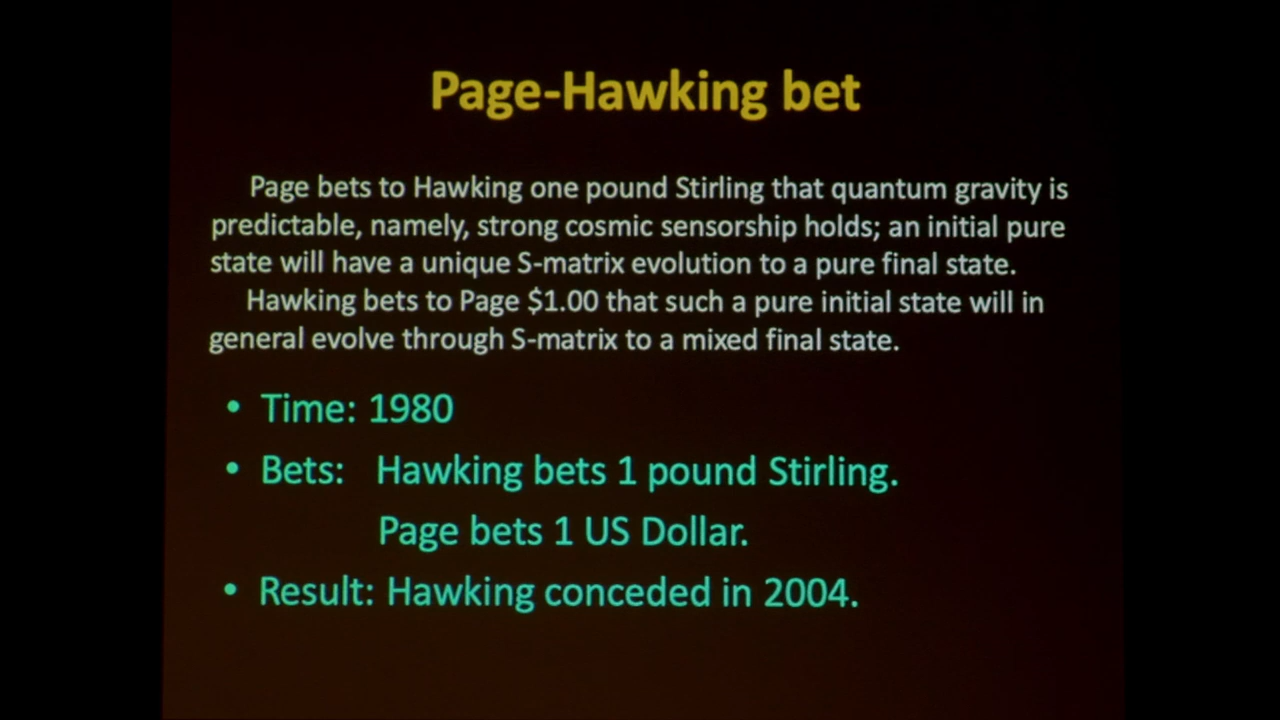 Page-Hawking bet
Page bets to Hawking one pound Stirling that quantum gravity is
predictable, namely, strong cosmic sensorship holds; an initial pure
state will have a unique S-matrix evolution to a pure final state.
Hawking bets to Page $1.00 that such a pure initial state will in
general evolve through S-matrix to a mixed final state.
• Time: 1980
• Bets: Hawking bets 1 pound Stirling.
Page bets 1 US Dollar.
• Result: Hawking conceded in 2004.